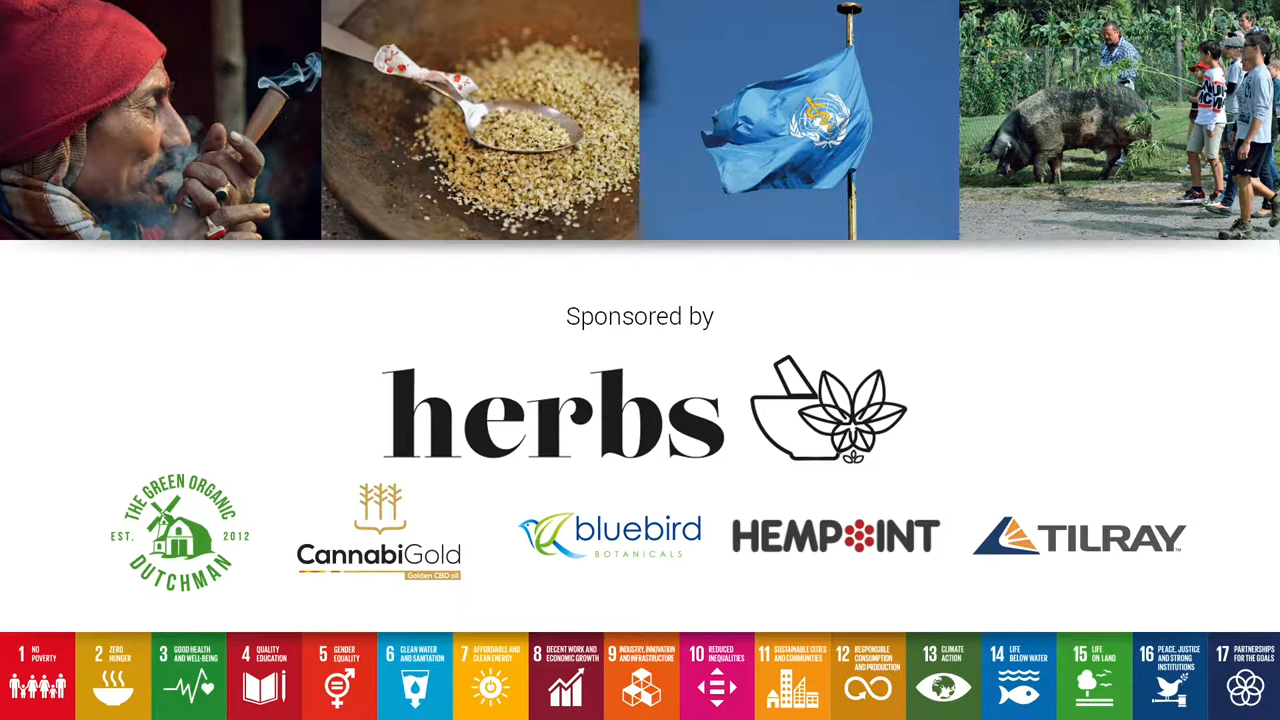 Sponsored by
herbs
THE GREEN ORGANIC
EST. 2012
DUTCHMAN
CannabiGold
Golden CBD oil
bluebird
BOTANICALS
HEMPOINT
TILRAY™
1 NO
POVERTY
2 ZERO
HUNGER
3 GOOD HEALTH
AND WELL-BEING
4 QUALITY
EDUCATION
5 GENDER
EQUALITY
6 CLEAN WATER
AND SANITATION
7 AFFORDABLE AND
CLEAN ENERGY
8 DECENT WORK AND
ECONOMIC GROWTH
9 INDUSTRY, INNOVATION
AND INFRASTRUCTURE
10 REDUCED
INEQUALITIES
11 SUSTAINABLE CITIES
AND COMMUNITIES
12 RESPONSIBLE
CONSUMPTION
AND PRODUCTION
13 CLIMATE
ACTION
14 LIFE
BELOW WATER
15 LIFE
ON LAND
16 PEACE, JUSTICE
AND STRONG
INSTITUTIONS
17 PARTNERSHIPS
FOR THE GOALS